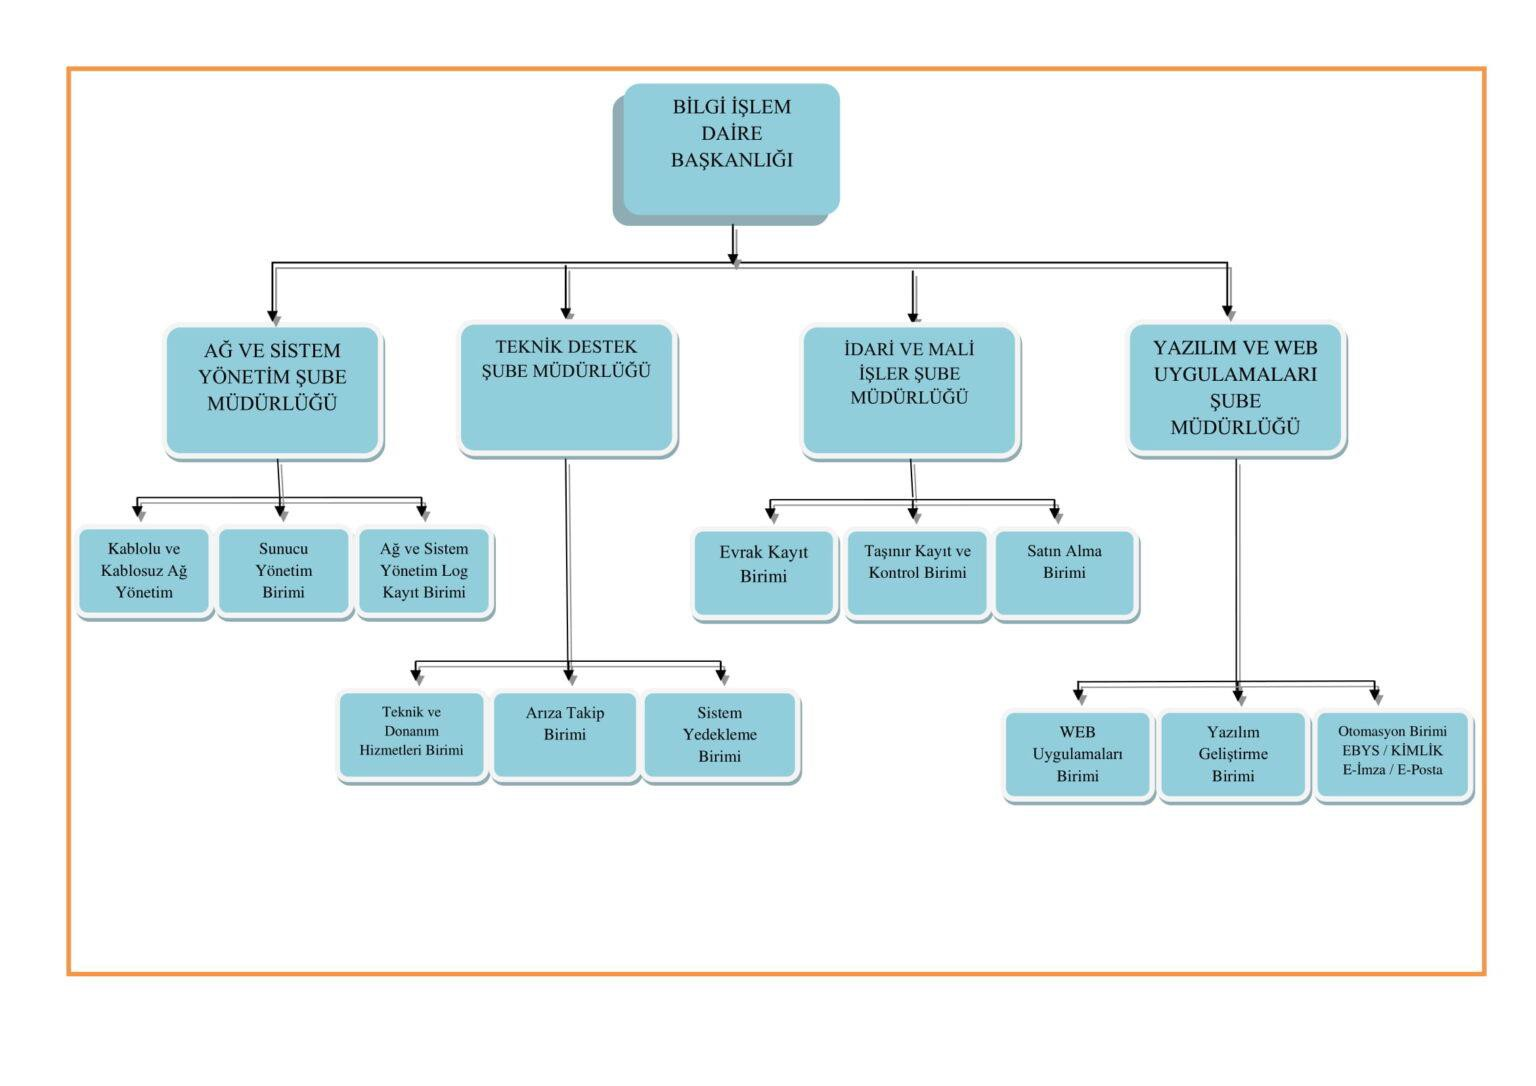 BİLGİ İŞLEM
DAİRE
BAŞKANLIĞI
AĞ VE SİSTEM
YÖNETİM ŞUBE
MÜDÜRLÜĞÜ
TEKNİK DESTEK
ŞUBE MÜDÜRLÜĞÜ
İDARİ VE MALİ
İŞLER ŞUBE
MÜDÜRLÜĞÜ
YAZILIM VE WEB
UYGULAMALARI
ŞUBE
MÜDÜRLÜĞÜ
Kablolu ve
Kablosuz Ağ
Yönetim
Sunucu
Yönetim
Birimi
Ağ ve Sistem
Yönetim Log
Kayıt Birimi
Evrak Kayıt
Birimi
Taşınır Kayıt ve
Kontrol Birimi
Satın Alma
Birimi
Teknik ve
Donanım
Hizmetleri Birimi
Arıza Takip
Birimi
Sistem
Yedekleme
Birimi
WEB
Uygulamaları
Birimi
Yazılım
Geliştirme
Birimi
Otomasyon Birimi
EBYS / KİMLİK
E-İmza / E-Posta